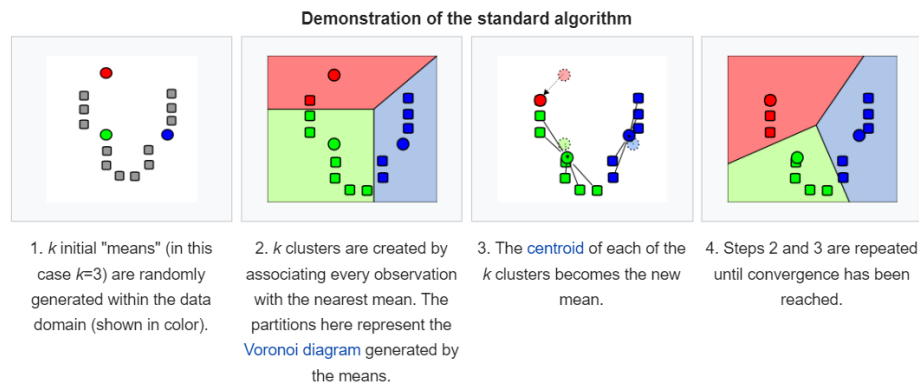 Demonstration of the standard algorithm
1. k initial "means" (in this
case k=3) are randomly
generated within the data
domain (shown in color).
2. k clusters are created by
associating every observation
with the nearest mean. The
partitions here represent the
Voronoi diagram generated by
the means.
3. The centroid of each of the
k clusters becomes the new
mean.
4. Steps 2 and 3 are repeated
until convergence has been
reached.